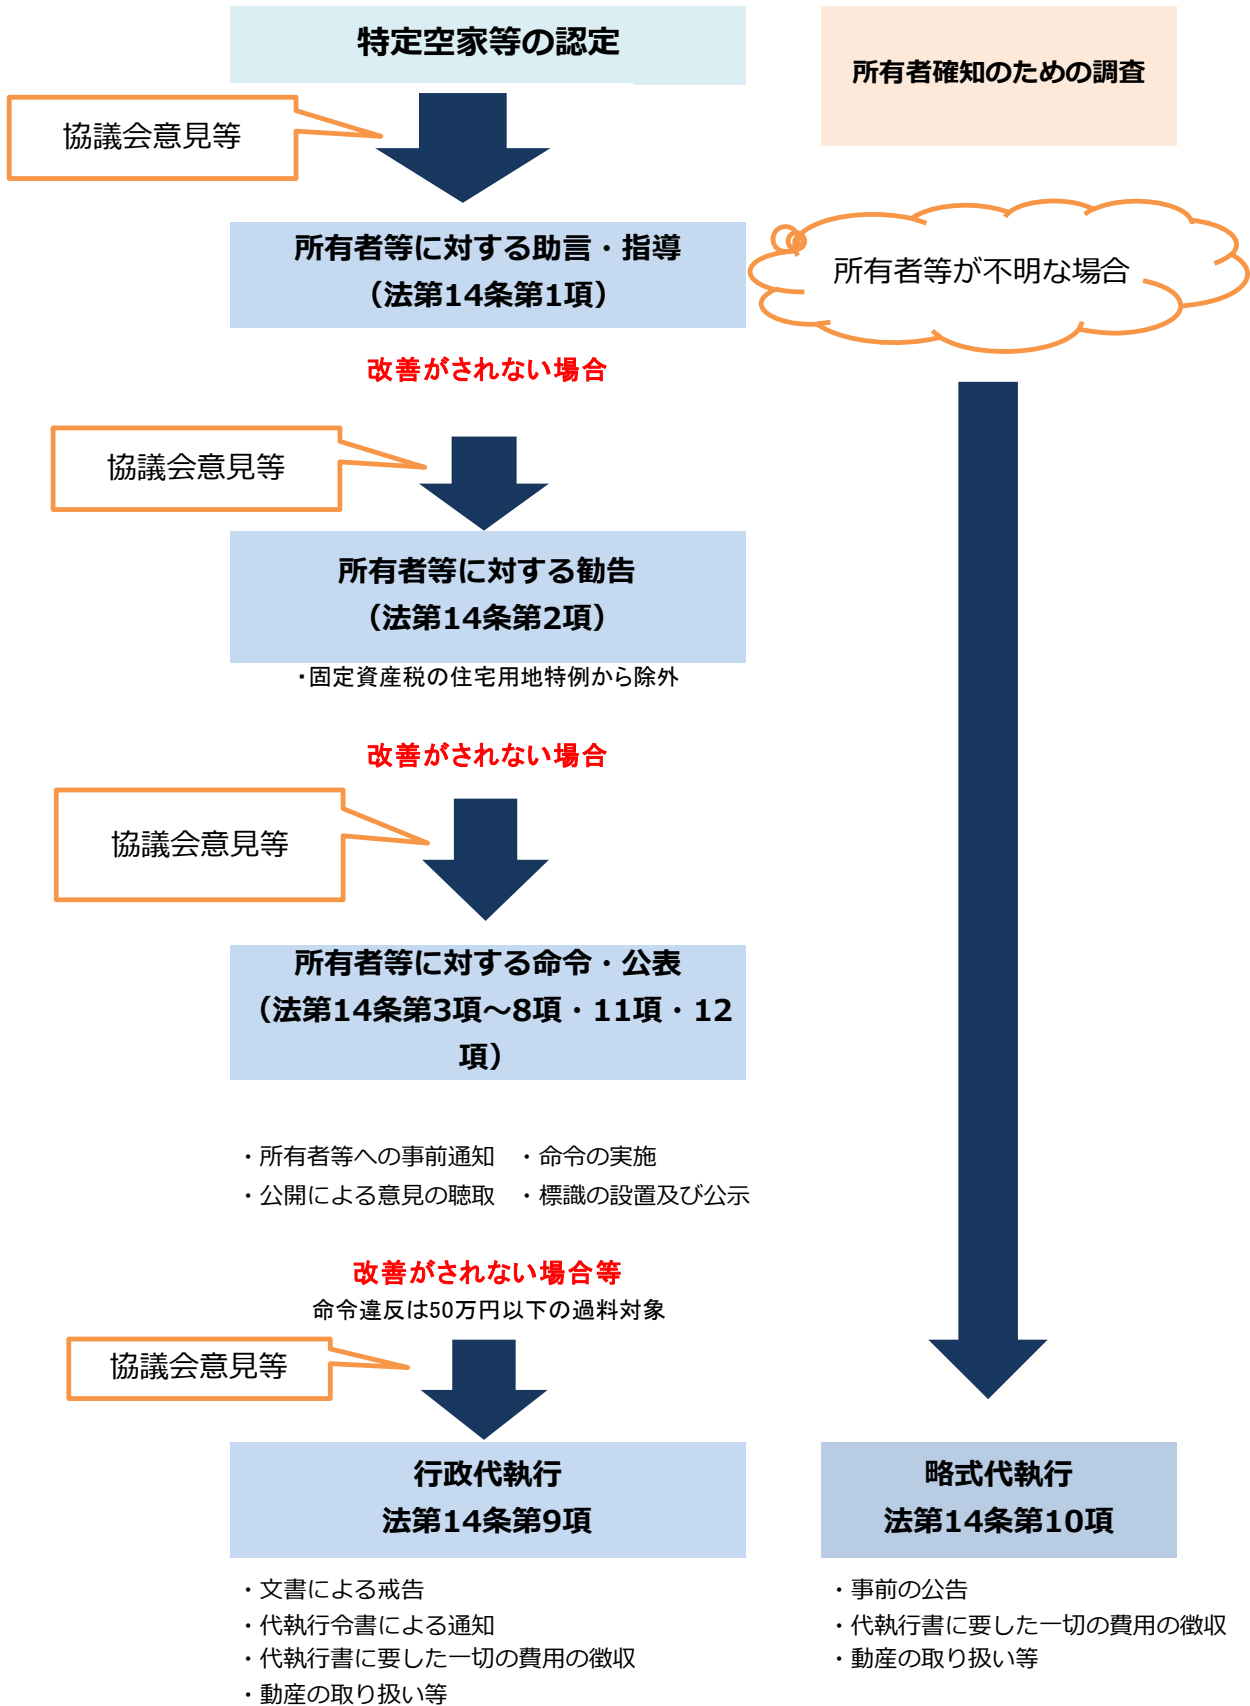 特定空家等の認定
所有者確知のための調査
協議会意見等
所有者等に対する助言・指導
（法第14条第1項）
所有者等が不明な場合
改善がされない場合
協議会意見等
所有者等に対する勧告
（法第14条第2項）
・固定資産税の住宅用地特例から除外
改善がされない場合
協議会意見等
所有者等に対する命令・公表
（法第14条第3項～8項・11項・12
項）
・所有者等への事前通知　・命令の実施
・公開による意見の聴取　・標識の設置及び公示
改善がされない場合等
命令違反は50万円以下の過料対象
協議会意見等
行政代執行
法第14条第9項
・文書による戒告
・代執行令書による通知
・代執行書に要した一切の費用の徴収
・動産の取り扱い等
略式代執行
法第14条第10項
・事前の公告
・代執行書に要した一切の費用の徴収
・動産の取り扱い等